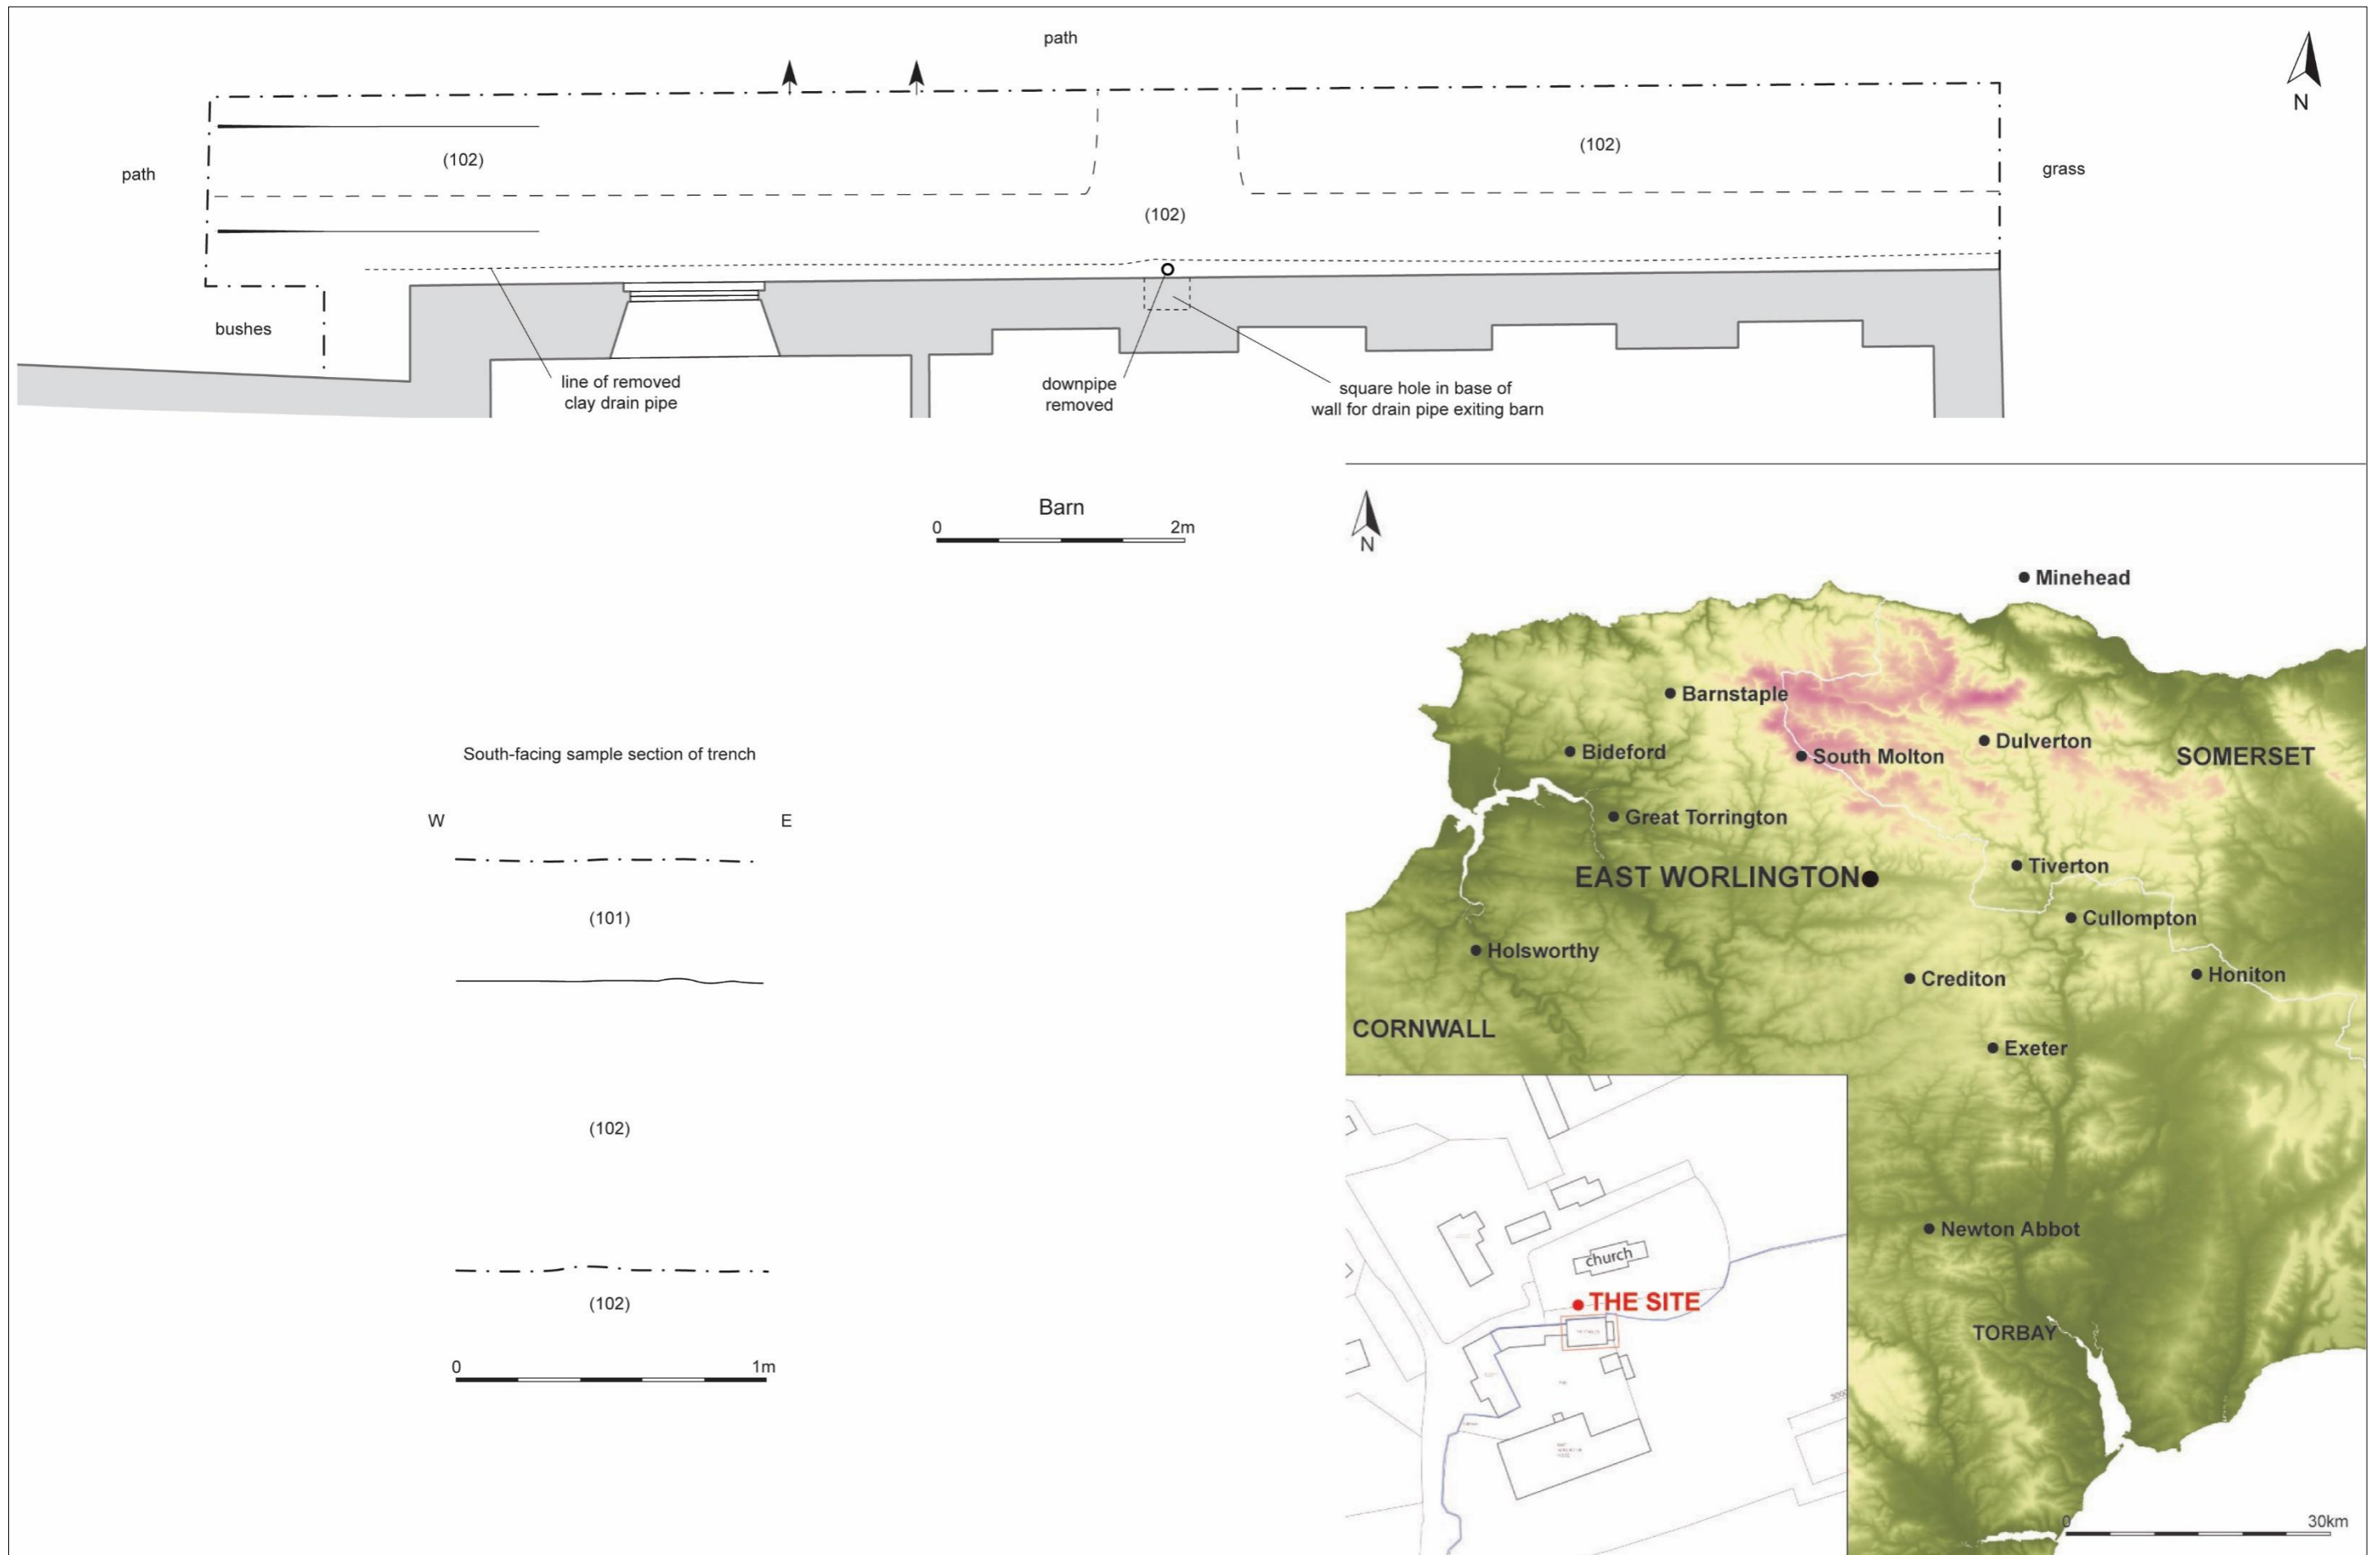 path
N
(102)
(102)
path
grass
(102)
bushes
line of removed
clay drain pipe
downpipe
removed
square hole in base of
wall for drain pipe exiting barn
Barn
0
2m
South-facing sample section of trench
W
E
(101)
(102)
(102)
0
1m
N
Minehead
Barnstaple
Bideford
South Molton
Dulverton
SOMERSET
Great Torrington
EAST WORLINGTON
Tiverton
Cullompton
Holsworthy
Crediton
Honiton
CORNWALL
Exeter
Newton Abbot
TORBAY
0
30km
church
THE SITE